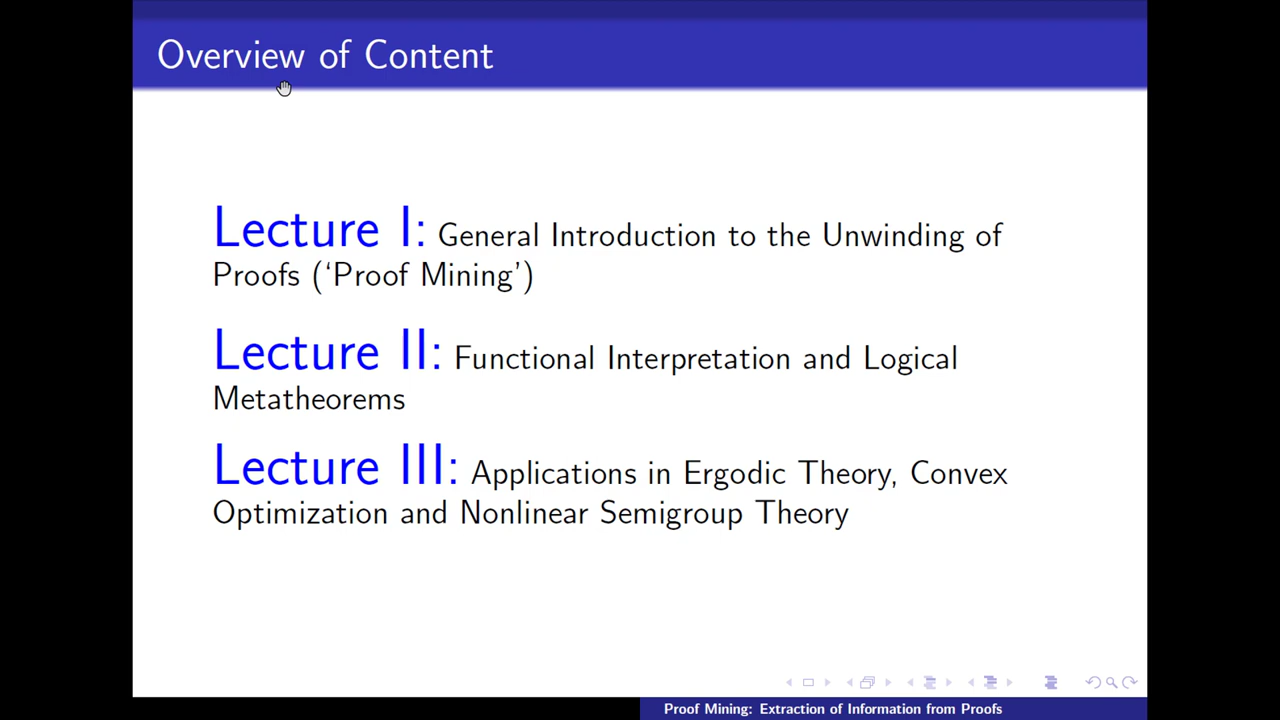 Overview of Content
Lecture I: General Introduction to the Unwinding of
Proofs (‘Proof Mining’)
Lecture II: Functional Interpretation and Logical
Metatheorems
Lecture III: Applications in Ergodic Theory, Convex
Optimization and Nonlinear Semigroup Theory
Proof Mining: Extraction of Information from Proofs